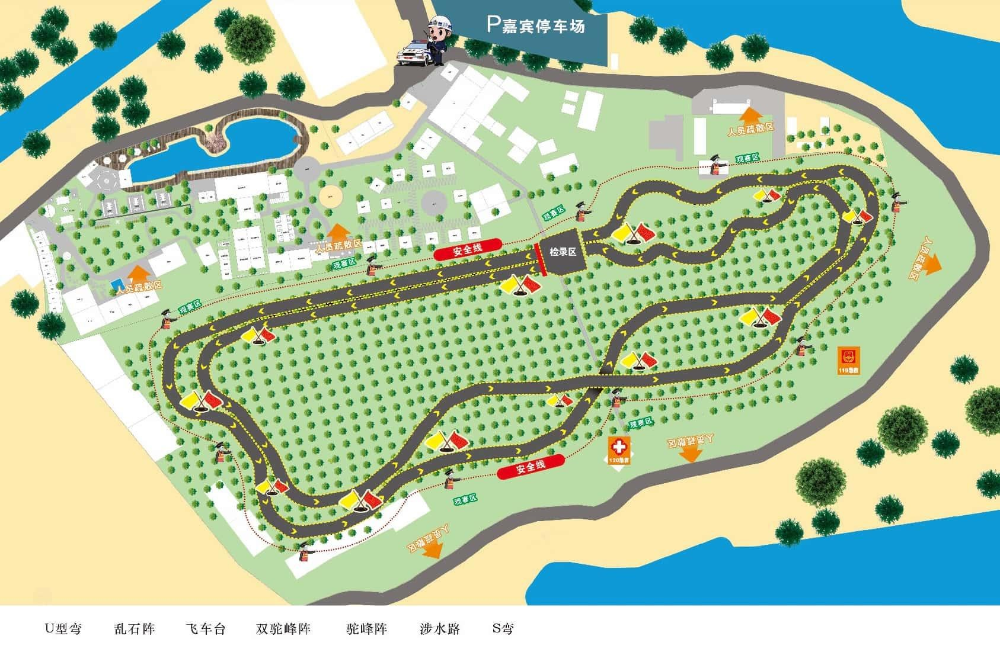 P嘉宾停车场
人员疏散区
观赛区
观赛区
人员疏散区
安全线
检录区
观赛区
人员疏散区
人员疏散区
观赛区
119急救
观赛区
人员疏散区
120急救
安全线
观赛区
人员疏散区
U型弯 乱石阵 飞车台 双驼峰阵 驼峰阵 涉水路 S弯